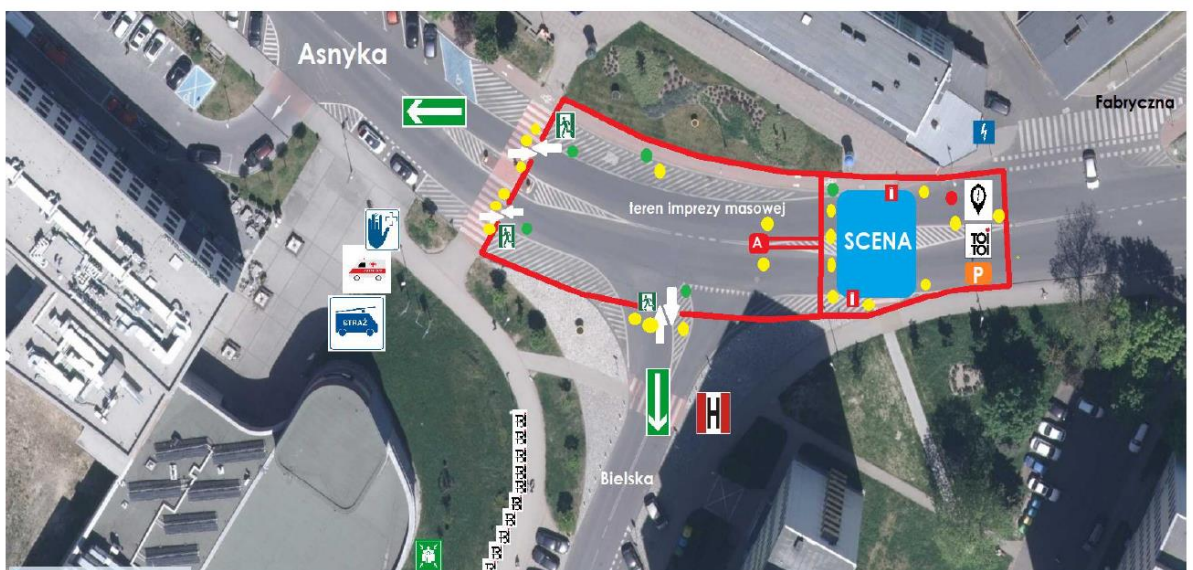 Asnyka
Fabryczna
teren imprezy masowej
A
SCENA
TOI
TOI
P
STRAŻ
H
Bielska